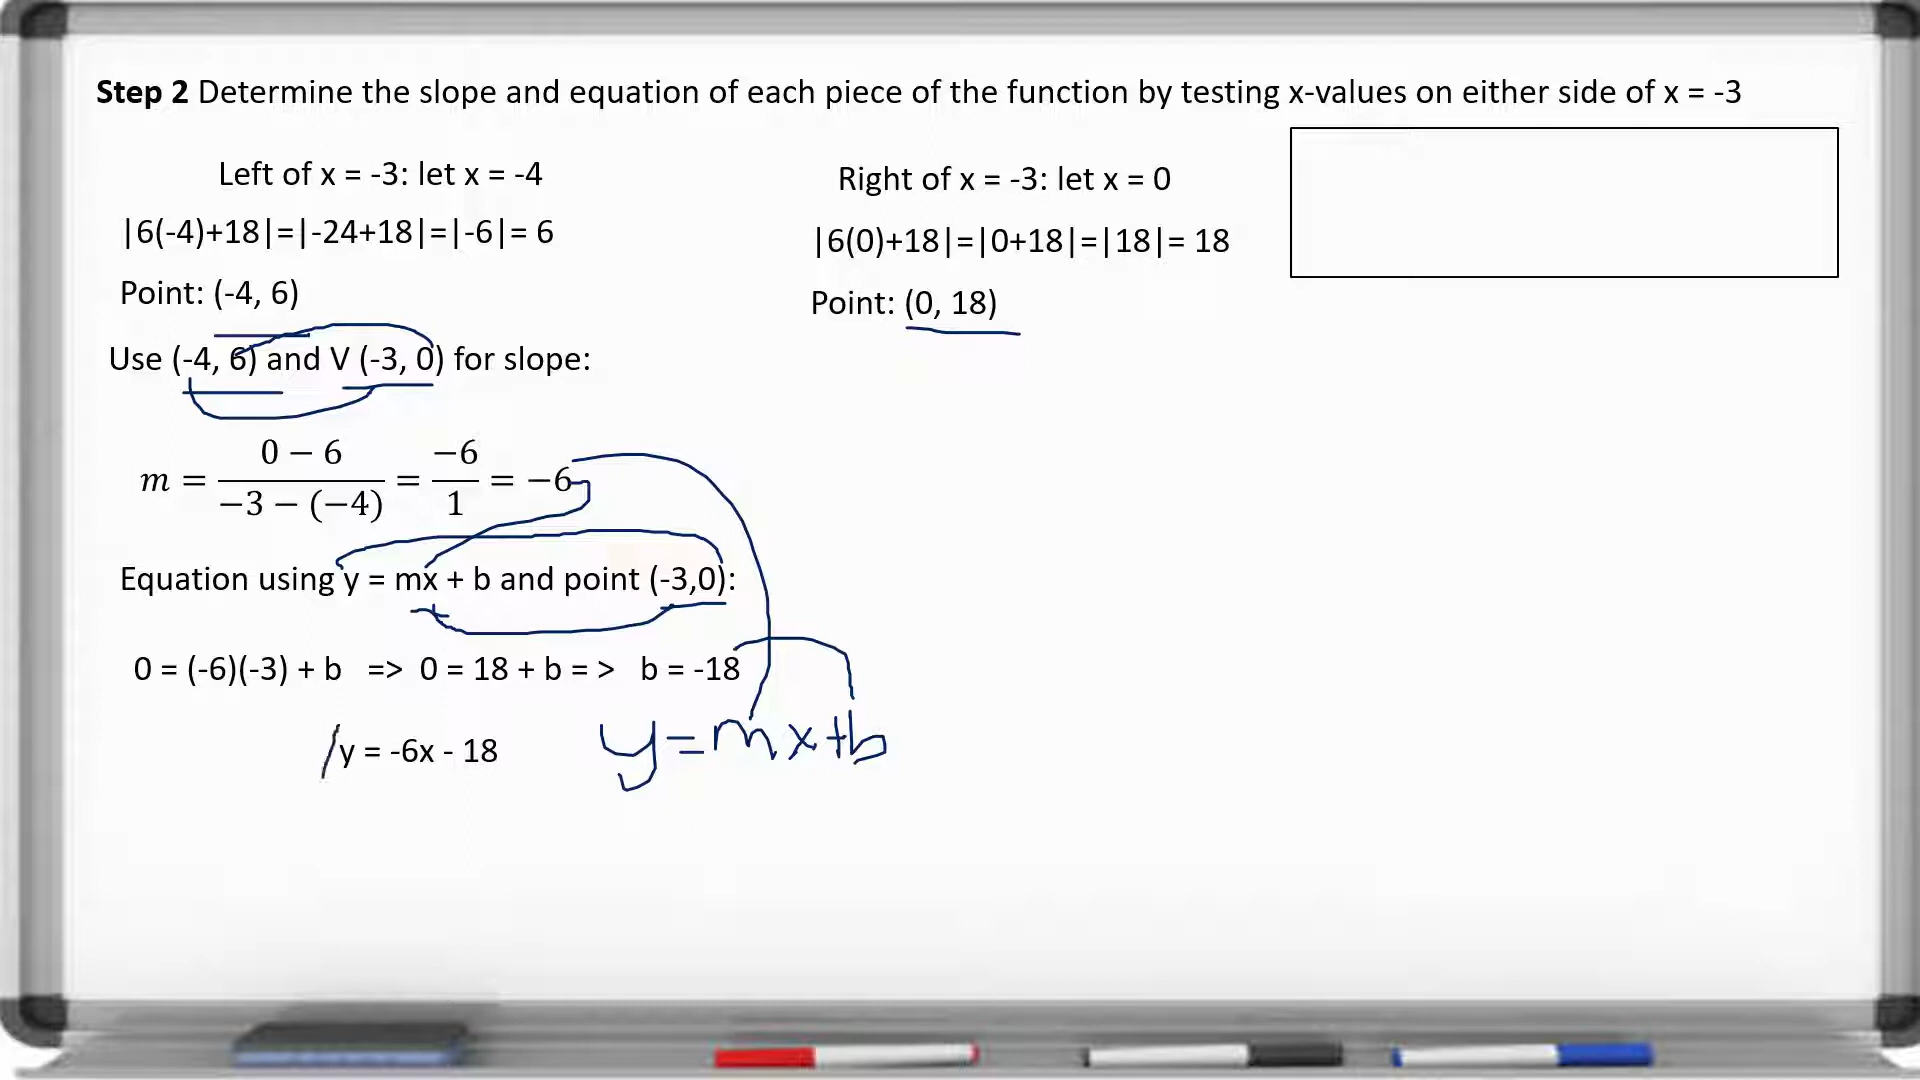 Step 2 Determine the slope and equation of each piece of the function by testing x-values on either side of x = -3
Left of x = -3: let x = -4
|6(-4)+18|=|-24+18|=|-6|= 6
Point: (-4, 6)
Use (-4, 6) and V (-3, 0) for slope:
m = \frac{0 − 6}{−3 − (−4)} = \frac{−6}{1} = −6
Equation using y = mx + b and point (-3,0):
0 = (-6)(-3) + b => 0 = 18 + b = > b = -18
y = -6x - 18
y = mx+b
Right of x = -3: let x = 0
|6(0)+18|=|0+18|=|18|= 18
Point: (0, 18)